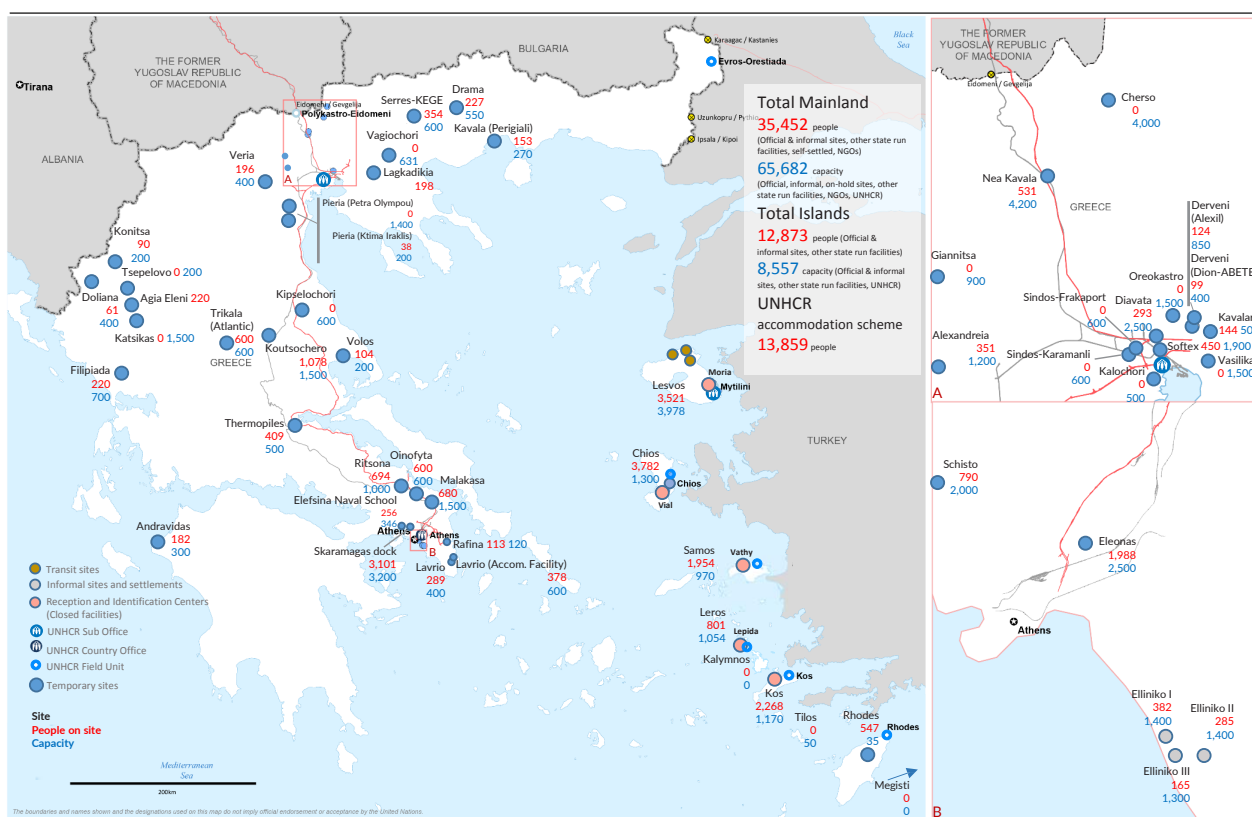 Black
Sea
BULGARIA
THE FORMER
YUGOSLAV REPUBLIC
OF MACEDONIA
Tirana
ALBANIA
Karaagac / Kastanies
Evros-Orestiada
Uzunkopru / Pythio
Ipsala / Kipoi
Eidomeni / Gevgelija
Polykastro-Eidomeni
A
Serres-KEGE
354
600
Drama
227
550
Kavala (Perigiali)
153
270
Vagiochori
0
631
Lagkadikia
198
Veria
196
400
Pieria (Petra Olympou)
0
1,400
Pieria (Ktima Iraklis)
38
200
Konitsa
90
200
Tsepelovo 0 200
Doliana
61
400
Agia Eleni 220
Katsikas 0 1,500
Kipselochori
0
600
Trikala
(Atlantic)
600
600
GREECE
Koutsochero
1,078
1,500
Volos
104
200
Filipiada
220
700
Thermopiles
409
500
Oinofyta
600
600
Ritsona
694
1,000
Malakasa
680
1,500
Elefsina Naval School
256
346
Athens
Athens
B
Rafina 113 120
Skaramagas dock
3,101
3,200
Lavrio
289
400
Lavrio (Accom. Facility)
378
600
Andravidas
182
300
Total Mainland
35,452 people
(Official & informal sites, other state run
facilities, self-settled, NGOs)
65,682 capacity
(Official, informal, on-hold sites, other
state run facilities, NGOs, UNHCR)
Total Islands
12,873 people (Official &
informal sites, other state run facilities)
8,557 capacity (Official & informal
sites, other state run facilities, UNHCR)
UNHCR
accommodation scheme
13,859 people
Moria
Mytilini
Lesvos
3,521
3,978
TURKEY
Chios
3,782
1,300
Chios
Vial
Samos
1,954
970
Vathy
Leros
801
1,054
Lepida
Kalymnos
0
0
Kos
Kos
2,268
1,170
Tilos
0
50
Rhodes
547
35
Rhodes
Megisti
0
0
Transit sites
Informal sites and settlements
Reception and Identification Centers
(Closed facilities)
UNHCR Sub Office
UNHCR Country Office
UNHCR Field Unit
Temporary sites
Site
People on site
Capacity
Mediterranean
Sea
200km
The boundaries and names shown and the designations used on this map do not imply official endorsement or acceptance by the United Nations.
THE FORMER
YUGOSLAV REPUBLIC
OF MACEDONIA
Eidomeni / Gevgelija
Cherso
0
4,000
Nea Kavala
531
4,200
GREECE
Derveni
(Alexil)
124
850
Derveni
(Dion-ABETE)
99
400
Giannitsa
0
900
Oreokastro
0
1,500
Sindos-Frakaport
0
600
Diavata
293
2,500
Kavalar
144 50
Alexandreia
351
1,200
Sindos-Karamanli
0
600
Softex 450 1,900
Vasilika
0 1,500
Kalochori
0
500
A
Schisto
790
2,000
Eleonas
1,988
2,500
Athens
Elliniko I
382
1,400
Elliniko II
285
1,400
Elliniko III
165
1,300
B